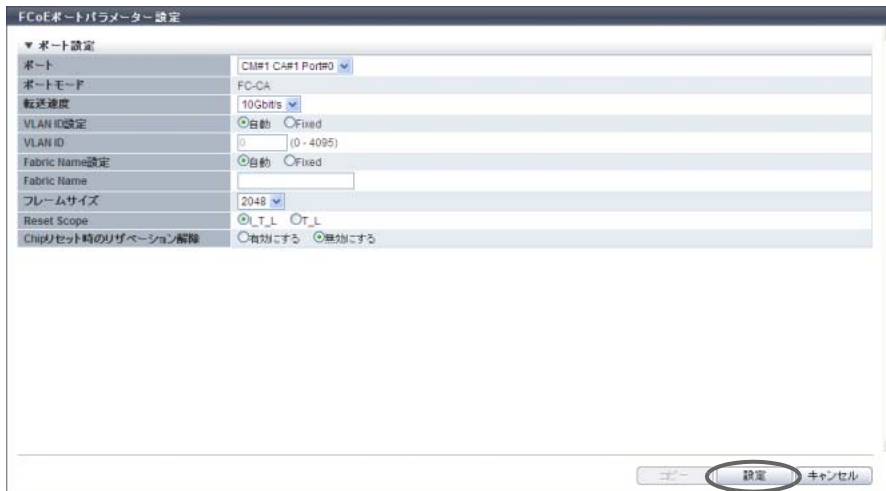 FCoEポートパラメーター設定
▼ ポート設定
ポート CM#1 CA#1 Port#0
ポートモード FC-CA
転送速度 10Gbit/s
VLAN ID設定 自動 Fixed
VLAN ID 0 (0 - 4095)
Fabric Name設定 自動 Fixed
Fabric Name
フレームサイズ 2048
Reset Scope I_T_L T_L
Chipリセット時のリザベーション解除 有効にする 無効にする
コピー 設定 キャンセル